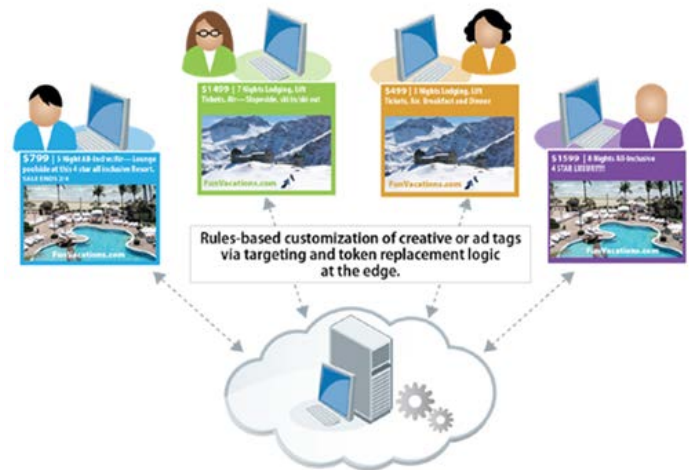 $1499 | 7 Nights Lodging, Lift
Tickets, Air—Slopeside, ski in/ski out
FunVacations.com
$499 | 3 Nights Lodging, Lift
Tickets, Air, Breakfast and Dinner
FunVacations.com
$799 | 5 Night All-Incl w/Air—Lounge
poolside at this 4 star all inclusive Resort.
SALE ENDS 2/4
FunVacations.com
$1599 | 8 Nights All-Inclusive
4 STAR LUXURY!!!!
FunVacations.com
Rules-based customization of creative or ad tags
via targeting and token replacement logic
at the edge.